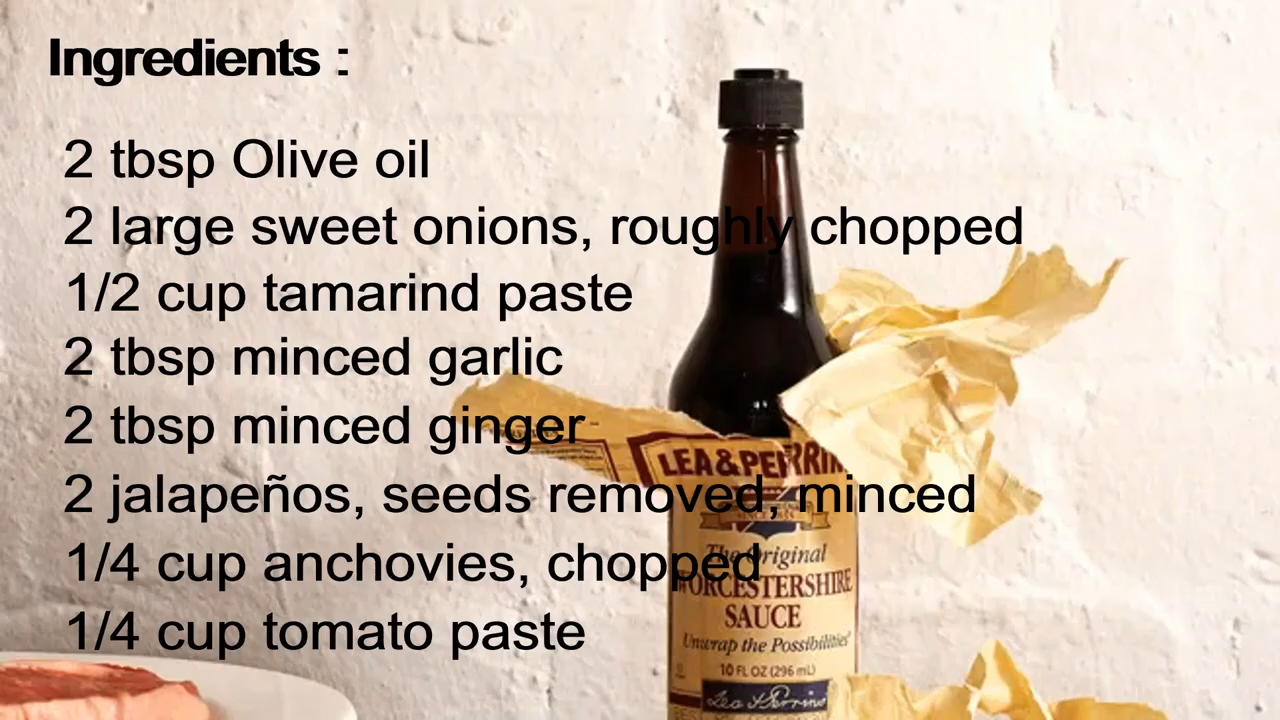 Ingredients :
2 tbsp Olive oil
2 large sweet onions, roughly chopped
1/2 cup tamarind paste
2 tbsp minced garlic
2 tbsp minced ginger
2 jalapeños, seeds removed, minced
1/4 cup anchovies, chopped
1/4 cup tomato paste
LEA & PERRIN
The Original
WORCESTERSHIRE
SAUCE
Unwrap the Possibilities
10 FL OZ (296 mL)
Lea & Perrins